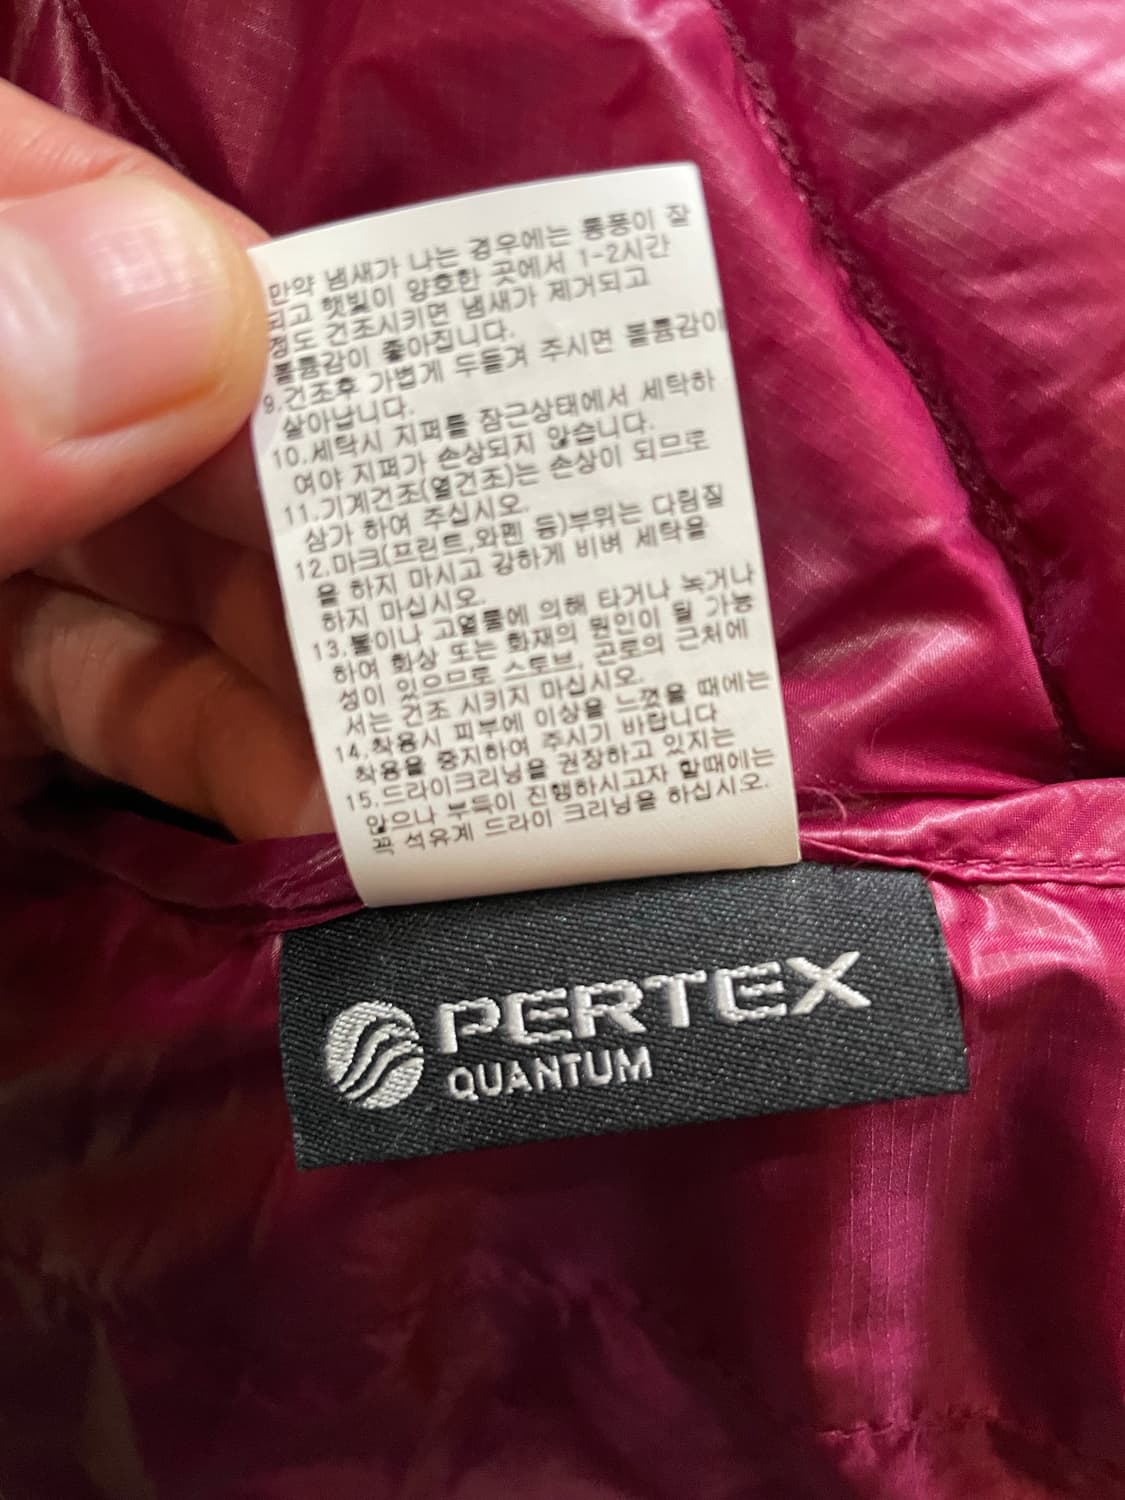 만약 냄새가 나는 경우에는 통풍이 잘
되고 햇빛이 양호한 곳에서 1-2시간
정도 건조시키면 냄새가 제거되고
볼륨감이 좋아집니다.
9.건조후 가볍게 두들겨 주시면 볼륨감이
살아납니다.
10.세탁시 지퍼를 잠근상태에서 세탁하
여야 지퍼가 손상되지 않습니다.
11.기계건조(열건조)는 손상이 되므로
삼가 하여 주십시오.
12.마크(프린트,와펜 등)부위는 다림질
을 하지 마시고 강하게 비벼 세탁을
하지 마십시오.
13.불이나 고열물에 의해 타거나 녹거나
하여 화상 또는 화재의 원인이 될 가능
성이 있으므로 스토브, 곤로의 근처에
서는 건조 시키지 마십시오.
14.착용시 피부에 이상을 느꼈을 때에는
착용을 중지하여 주시기 바랍니다
15.드라이크리닝을 권장하고 있지는
않으나 부득이 진행하시고자 할때에는
꼭 석유계 드라이 크리닝을 하십시오.
PERTEX
QUANTUM